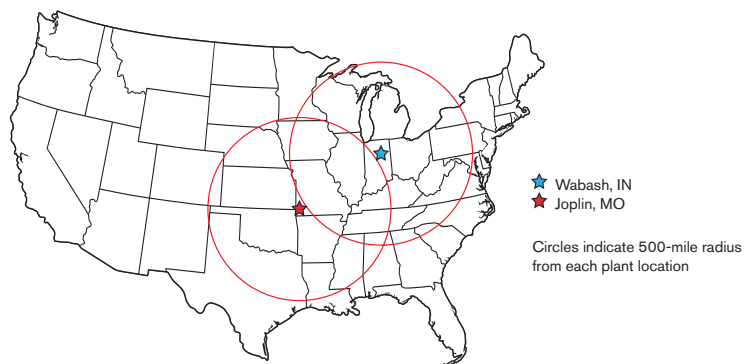 Wabash, IN
Joplin, MO
Circles indicate 500-mile radius
from each plant location